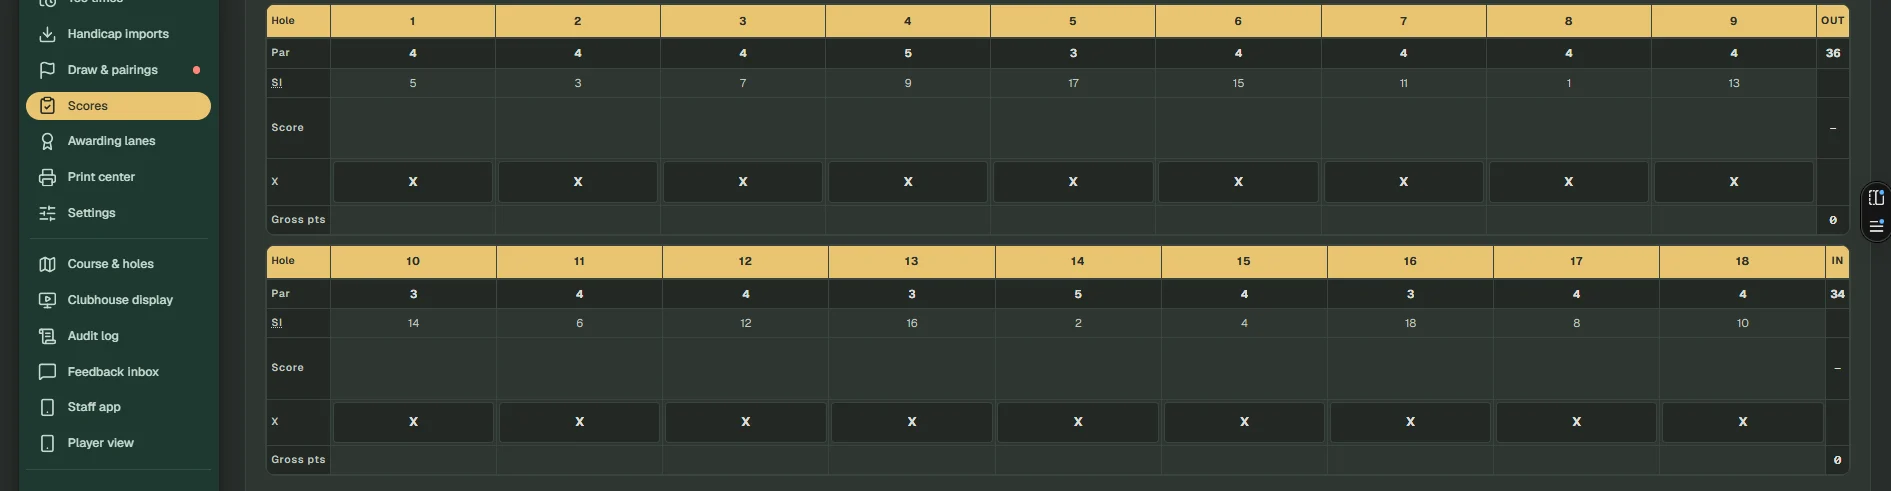 Tee times
Handicap imports
Draw & pairings
Scores
Awarding lanes
Print center
Settings
Course & holes
Clubhouse display
Audit log
Feedback inbox
Staff app
Player view
Hole 1 2 3 4 5 6 7 8 9 OUT
Par 4 4 4 5 3 4 4 4 4 36
SI 5 3 7 9 17 15 11 1 13
Score –
X X X X X X X X X X
Gross pts 0
Hole 10 11 12 13 14 15 16 17 18 IN
Par 3 4 4 3 5 4 3 4 4 34
SI 14 6 12 16 2 4 18 8 10
Score –
X X X X X X X X X X
Gross pts 0